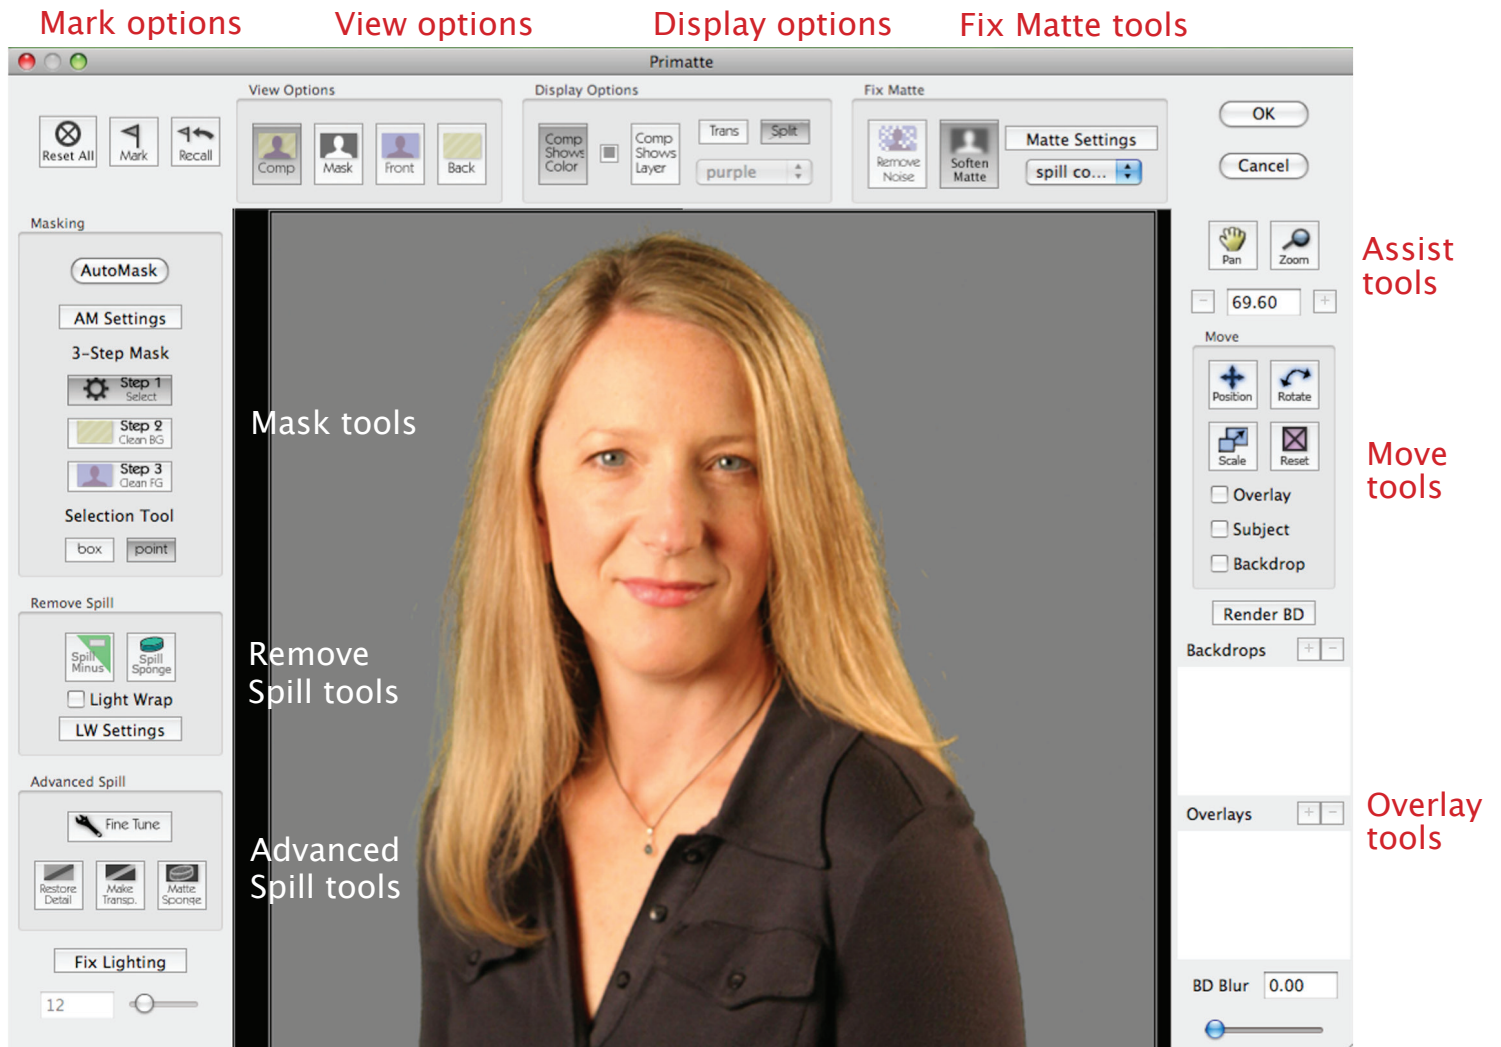 Mark options
View options
Display options
Fix Matte tools
Primatte
View Options
Display Options
Fix Matte
Reset All
Mark
Recall
Comp
Mask
Front
Back
Comp
Shows
Color
Comp
Shows
Layer
Trans
Split
purple
Remove
Noise
Soften
Matte
Matte Settings
spill co...
OK
Cancel
Masking
AutoMask
AM Settings
3-Step Mask
Step 1
Select
Step 2
Clean BG
Step 3
Clean FG
Selection Tool
box
point
Remove Spill
Spill
Minus
Spill
Sponge
Light Wrap
LW Settings
Advanced Spill
Fine Tune
Restore
Detail
Make
Transp.
Matte
Sponge
Fix Lighting
12
Mask tools
Remove
Spill tools
Advanced
Spill tools
Pan
Zoom
69.60
Move
Position
Rotate
Scale
Reset
Overlay
Subject
Backdrop
Render BD
Backdrops
Overlays
BD Blur
0.00
Assist
tools
Move
tools
Overlay
tools